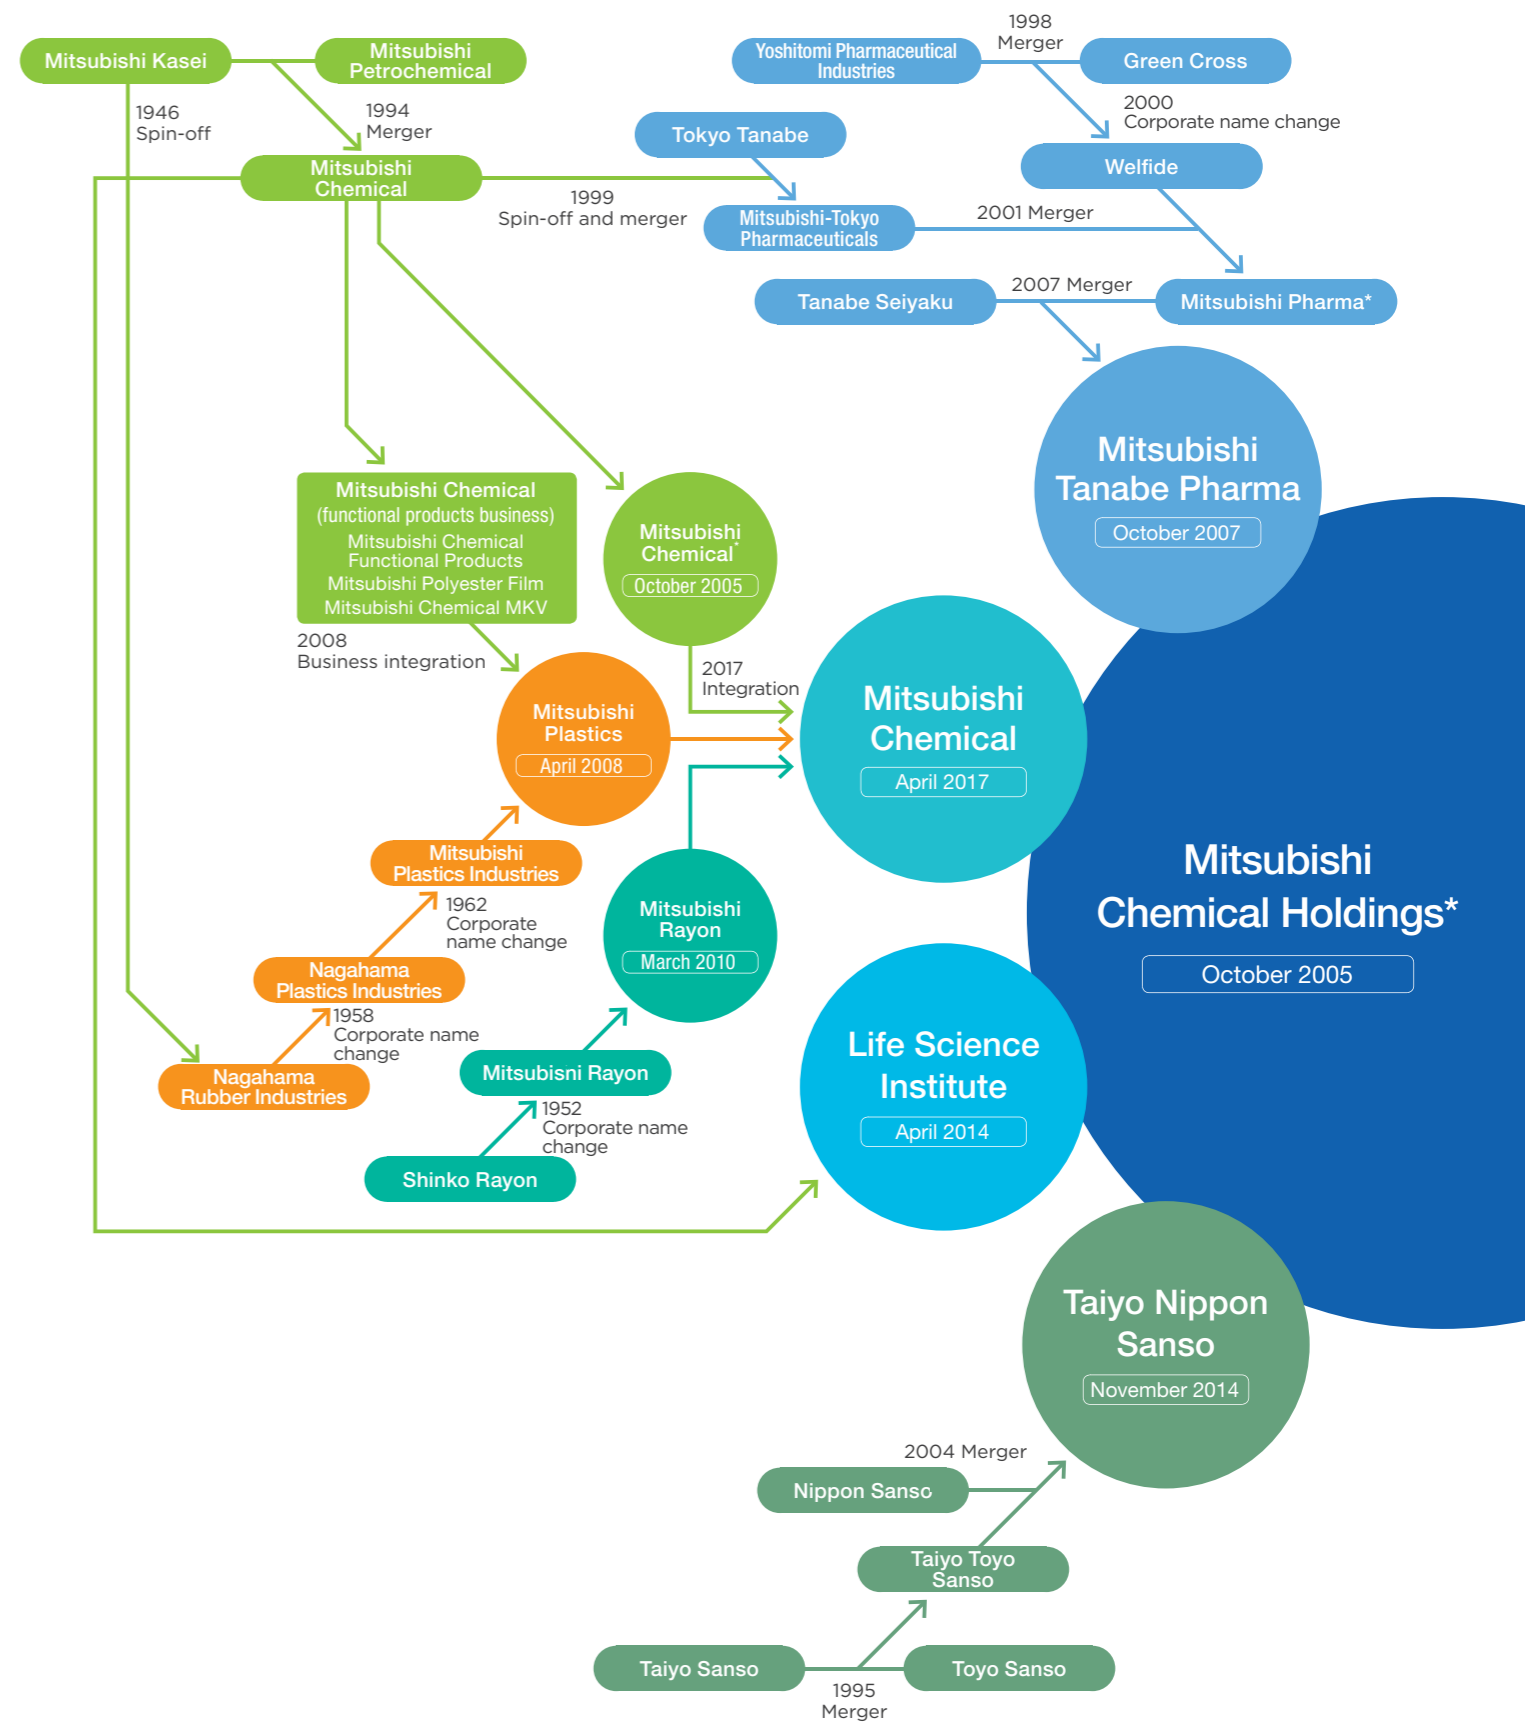 Mitsubishi Kasei
Mitsubishi
Petrochemical
1946
Spin-off
1994
Merger
Mitsubishi
Chemical
Yoshitomi Pharmaceutical
Industries
1998
Merger
Green Cross
2000
Corporate name change
Tokyo Tanabe
Welfide
1999
Spin-off and merger
Mitsubishi-Tokyo
Pharmaceuticals
2001 Merger
Tanabe Seiyaku
2007 Merger
Mitsubishi Pharma*
Mitsubishi
Tanabe Pharma
October 2007
Mitsubishi Chemical
(functional products business)
Mitsubishi Chemical
Functional Products
Mitsubishi Polyester Film
Mitsubishi Chemical MKV
Mitsubishi
Chemical*
October 2005
2008
Business integration
2017
Integration
Mitsubishi
Plastics
April 2008
Mitsubishi
Chemical
April 2017
Mitsubishi
Plastics Industries
1962
Corporate
name change
Mitsubishi
Rayon
March 2010
Mitsubishi
Chemical Holdings*
October 2005
Nagahama
Plastics Industries
1958
Corporate name
change
Nagahama
Rubber Industries
Mitsubisni Rayon
1952
Corporate name
change
Shinko Rayon
Life Science
Institute
April 2014
Taiyo Nippon
Sanso
November 2014
2004 Merger
Nippon Sanso
Taiyo Toyo
Sanso
Taiyo Sanso
Toyo Sanso
1995
Merger